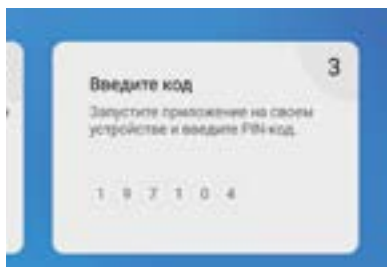 3
Введите код
Запустите приложение на своем
устройстве и введите PIN-код.
1 9 7 1 0 4